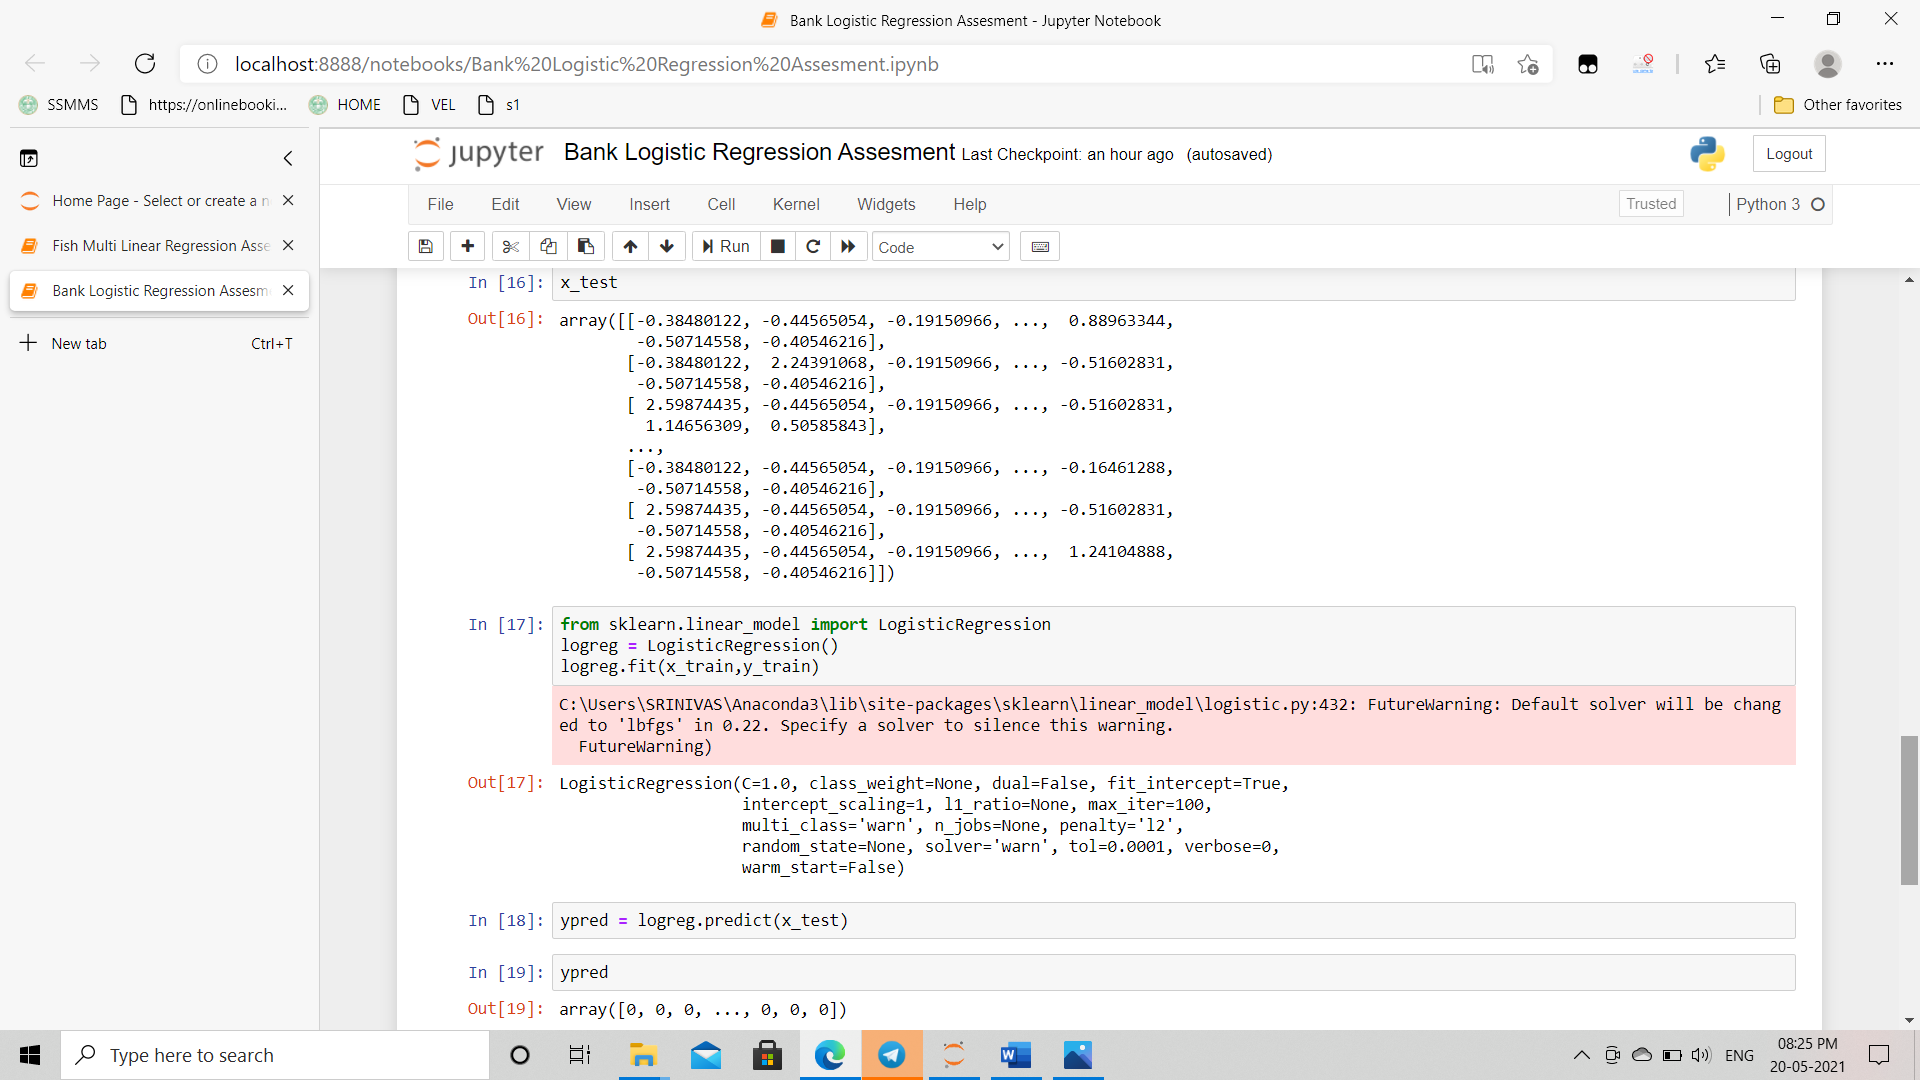 Bank Logistic Regression Assesment - Jupyter Notebook
localhost:8888/notebooks/Bank%20Logistic%20Regression%20Assesment.ipynb
SSMMS https://onlinebooki... HOME VEL s1 Other favorites
Home Page - Select or create a n
Fish Multi Linear Regression Asse
Bank Logistic Regression Assesm
New tab Ctrl+T
jupyter Bank Logistic Regression Assesment Last Checkpoint: an hour ago (autosaved) Logout
File Edit View Insert Cell Kernel Widgets Help Trusted Python 3
Run Code
In [16]: x_test
Out[16]: array([[-0.38480122, -0.44565054, -0.19150966, ...,  0.88963344,
-0.50714558, -0.40546216],
[-0.38480122,  2.24391068, -0.19150966, ..., -0.51602831,
-0.50714558, -0.40546216],
[ 2.59874435, -0.44565054, -0.19150966, ..., -0.51602831,
1.14656309,  0.50585843],
...,
[-0.38480122, -0.44565054, -0.19150966, ..., -0.16461288,
-0.50714558, -0.40546216],
[ 2.59874435, -0.44565054, -0.19150966, ..., -0.51602831,
-0.50714558, -0.40546216],
[ 2.59874435, -0.44565054, -0.19150966, ...,  1.24104888,
-0.50714558, -0.40546216]])
In [17]: from sklearn.linear_model import LogisticRegression
logreg = LogisticRegression()
logreg.fit(x_train,y_train)
C:\Users\SRINIVAS\Anaconda3\lib\site-packages\sklearn\linear_model\logistic.py:432: FutureWarning: Default solver will be chang
ed to 'lbfgs' in 0.22. Specify a solver to silence this warning.
FutureWarning)
Out[17]: LogisticRegression(C=1.0, class_weight=None, dual=False, fit_intercept=True,
intercept_scaling=1, l1_ratio=None, max_iter=100,
multi_class='warn', n_jobs=None, penalty='l2',
random_state=None, solver='warn', tol=0.0001, verbose=0,
warm_start=False)
In [18]: ypred = logreg.predict(x_test)
In [19]: ypred
Out[19]: array([0, 0, 0, ..., 0, 0, 0])
Type here to search
ENG
08:25 PM
20-05-2021